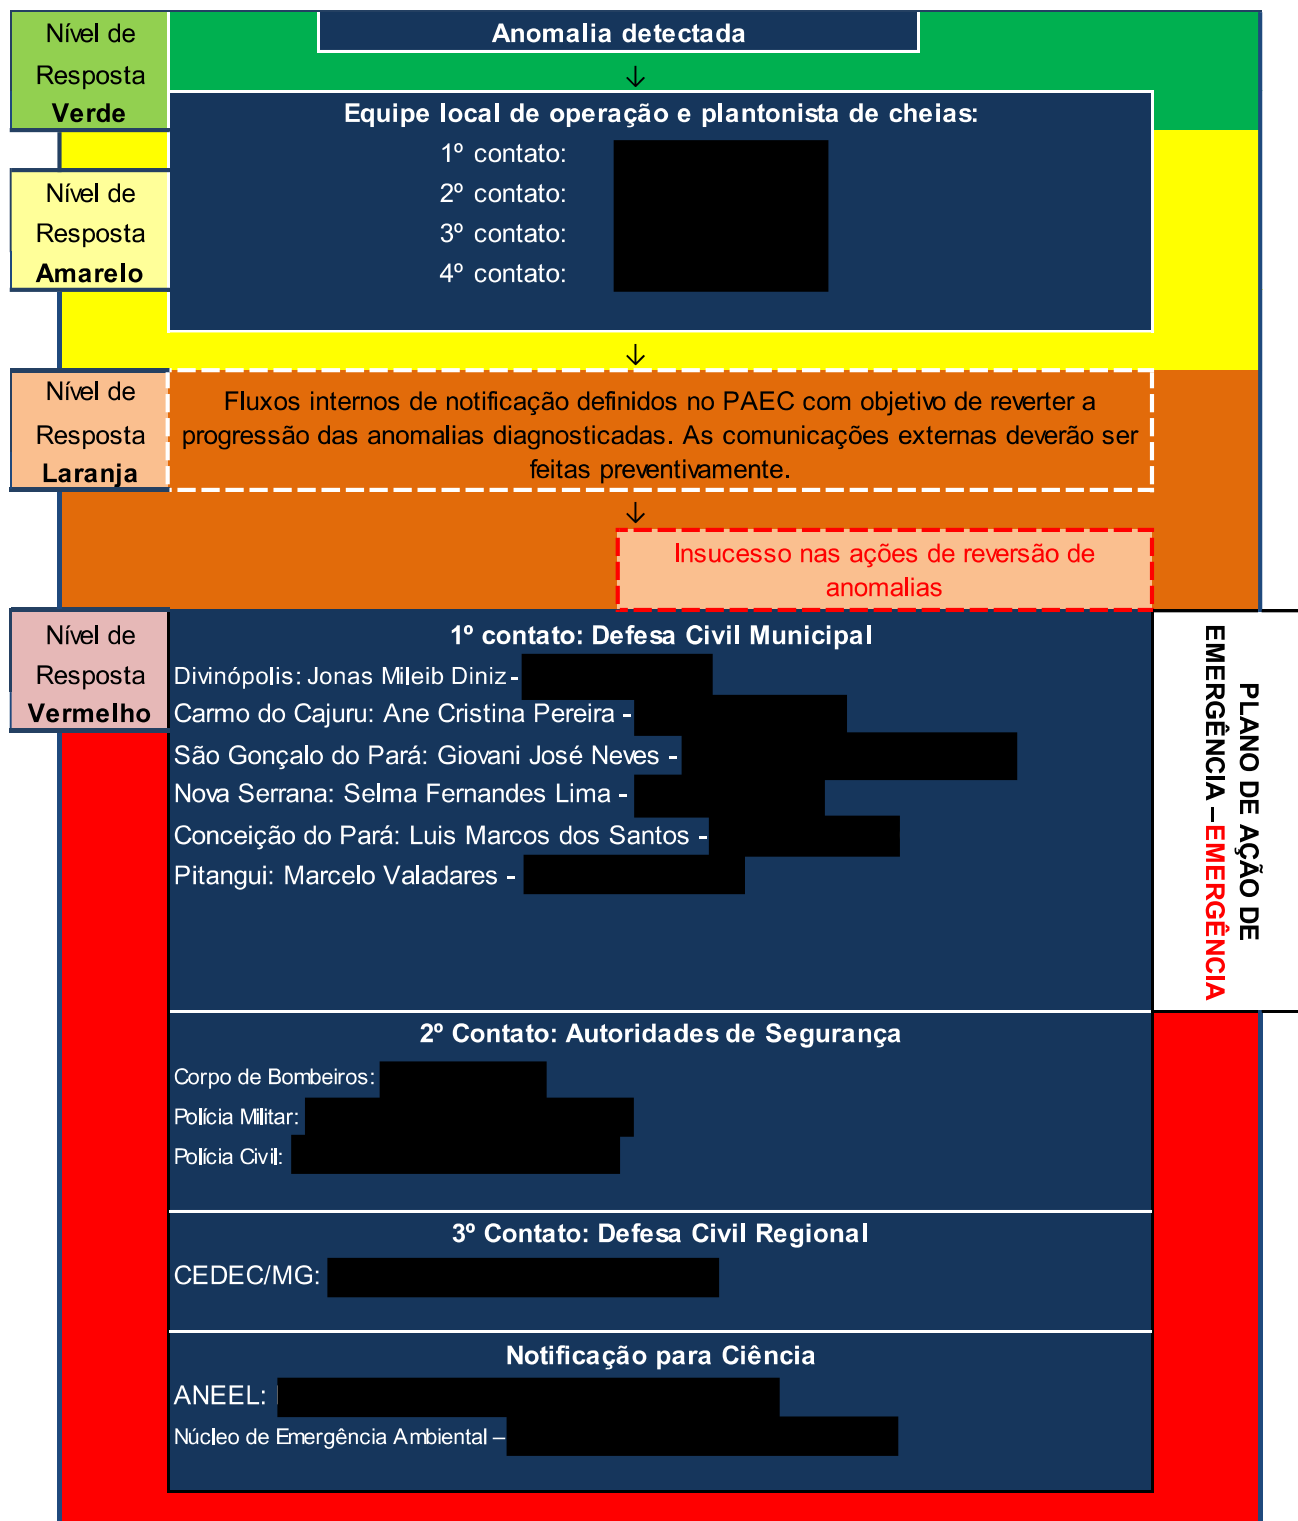 Nível de
Resposta
Verde
Anomalia detectada
↓
Equipe local de operação e plantonista de cheias:
1º contato:
2º contato:
3º contato:
4º contato:
Nível de
Resposta
Amarelo
↓
Nível de
Resposta
Laranja
Fluxos internos de notificação definidos no PAEC com objetivo de reverter a
progressão das anomalias diagnosticadas. As comunicações externas deverão ser
feitas preventivamente.
↓
Insucesso nas ações de reversão de
anomalias
Nível de
Resposta
Vermelho
1º contato: Defesa Civil Municipal
Divinópolis: Jonas Mileib Diniz -
Carmo do Cajuru: Ane Cristina Pereira -
São Gonçalo do Pará: Giovani José Neves -
Nova Serrana: Selma Fernandes Lima -
Conceição do Pará: Luis Marcos dos Santos -
Pitangui: Marcelo Valadares -
PLANO DE AÇÃO DE
EMERGÊNCIA – EMERGÊNCIA
2º Contato: Autoridades de Segurança
Corpo de Bombeiros:
Polícia Militar:
Polícia Civil:
3º Contato: Defesa Civil Regional
CEDEC/MG:
Notificação para Ciência
ANEEL:
Núcleo de Emergência Ambiental –